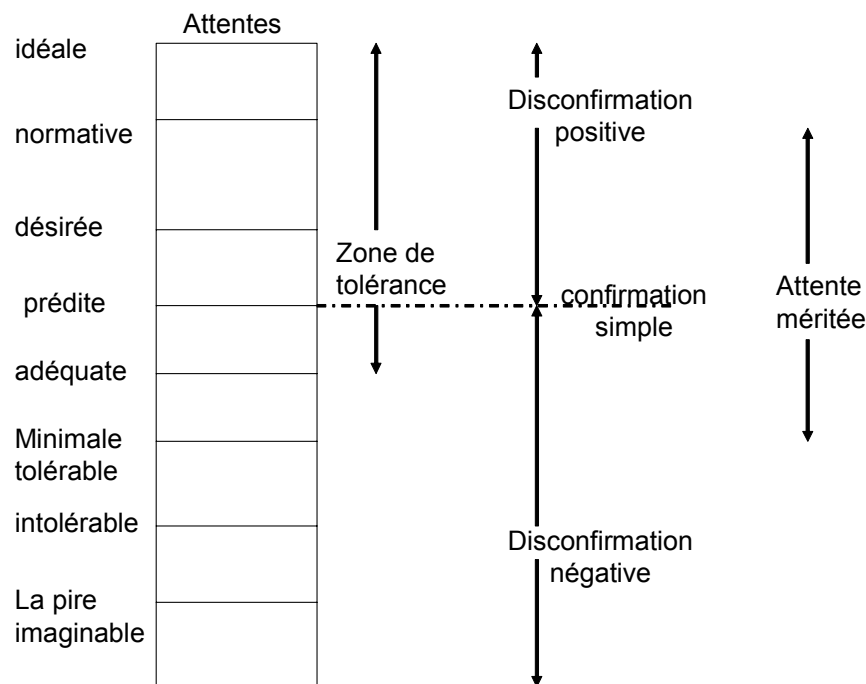 Attentes
idéale
normative
désirée
prédite
adéquate
Minimale
tolérable
intolérable
La pire
imaginable
Zone de
tolérance
Disconfirmation
positive
confirmation
simple
Disconfirmation
négative
Attente
méritée